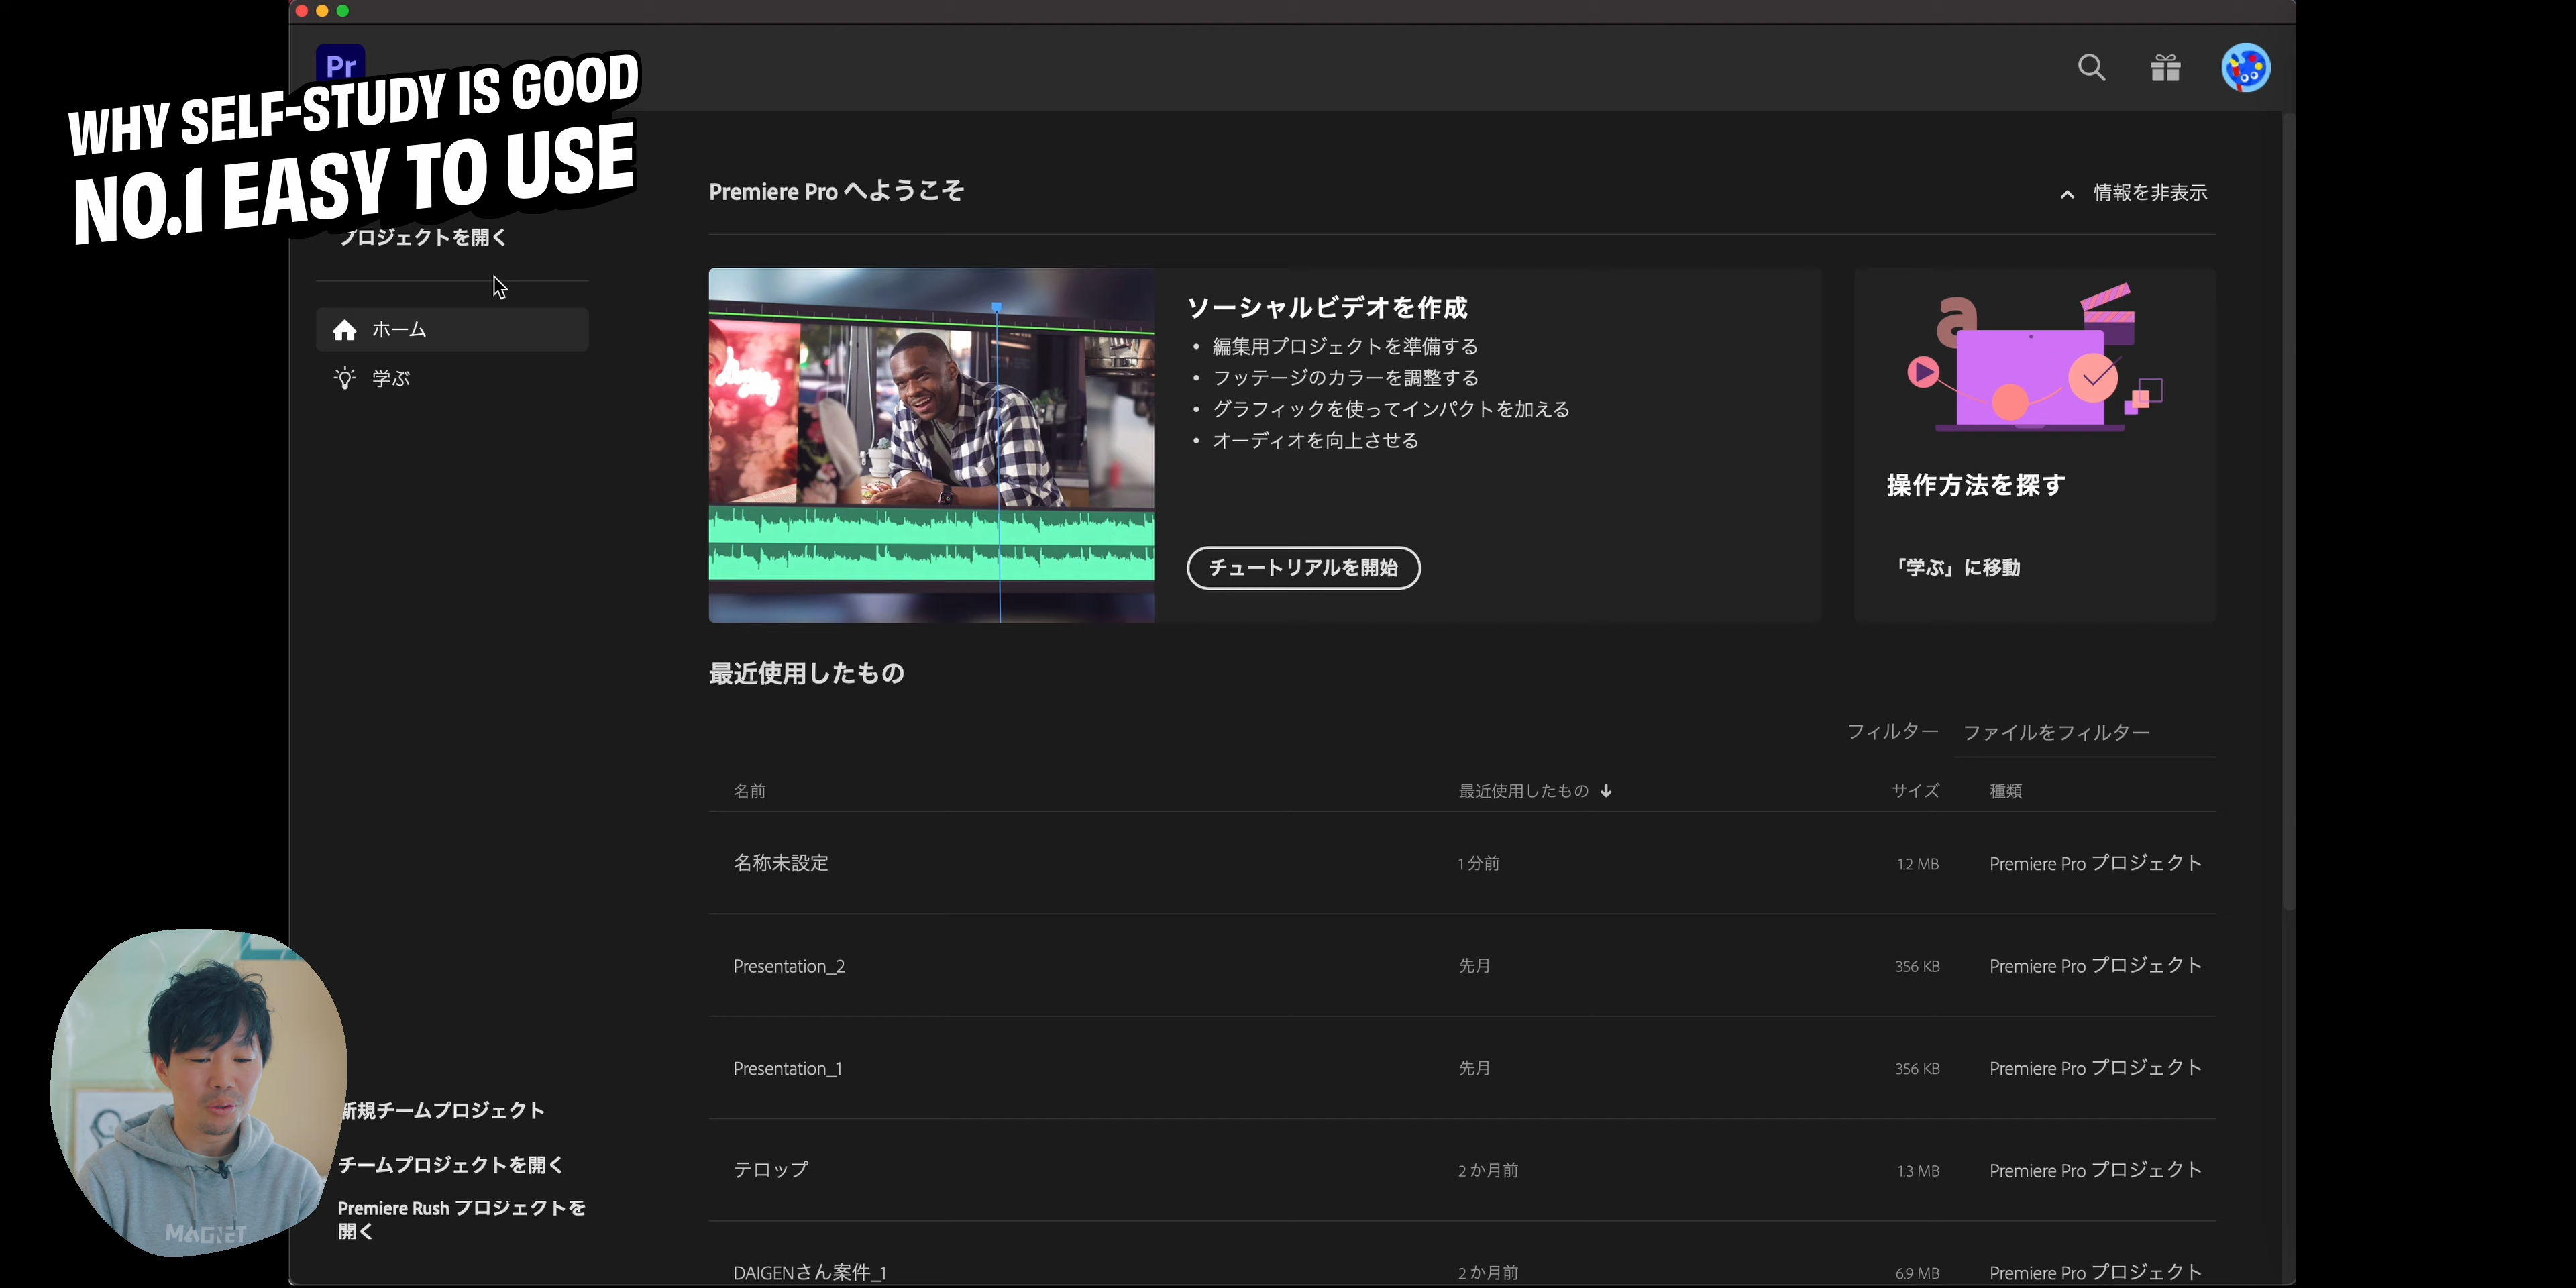 Pr
WHY SELF-STUDY IS GOOD
NO.1 EASY TO USE
プロジェクトを開く
ホーム
学ぶ
新規チームプロジェクト
チームプロジェクトを開く
Premiere Rush プロジェクトを
開く
MAGNET
Premiere Pro へようこそ
情報を非表示
ソーシャルビデオを作成
• 編集用プロジェクトを準備する
• フッテージのカラーを調整する
• グラフィックを使ってインパクトを加える
• オーディオを向上させる
チュートリアルを開始
a
操作方法を探す
「学ぶ」に移動
最近使用したもの
フィルター ファイルをフィルター
名前 最近使用したもの サイズ 種類
名称未設定 1 分前 1.2 MB Premiere Pro プロジェクト
Presentation_2 先月 356 KB Premiere Pro プロジェクト
Presentation_1 先月 356 KB Premiere Pro プロジェクト
テロップ 2 か月前 1.3 MB Premiere Pro プロジェクト
DAIGENさん案件_1 2 か月前 6.9 MB Premiere Pro プロジェクト